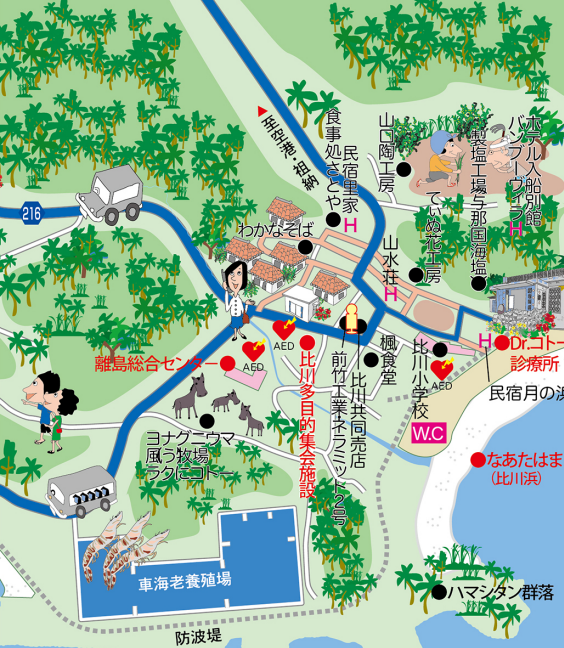 ▶至空港・祖納
食事処さとや
民宿里家
H
山口陶工房
ホテル入船別館
バンブーヴィラ
H
製塩工場与那国海塩
てぃぬ花工房
わかなそば
山水荘
H
216
離島総合センター
AED
AED
比川多目的集会施設
前竹工業・ネラミッド2号
比川共同売店
楓食堂
比川小学校
AED
W.C
H
Dr.コトー
診療所
民宿月の浜
ヨナグニウマ
風う牧場
ラタにコトー
なあたはま
(比川浜)
車海老養殖場
防波堤
ハマシタン群落